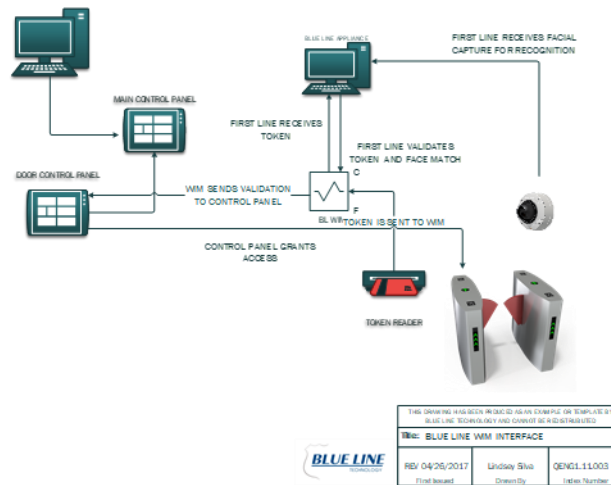 BLUE LINE APPLIANCE
FIRST LINE RECEIVES FACIAL
CAPTURE FOR RECOGNITION
MAIN CONTROL PANEL
FIRST LINE RECEIVES
TOKEN
FIRST LINE VALIDATES
TOKEN AND FACE MATCH
C
DOOR CONTROL PANEL
WIM SENDS VALIDATION
TO CONTROL PANEL
F
BL WIM
TOKEN IS SENT TO WIM
CONTROL PANEL GRANTS
ACCESS
TOKEN READER
THIS DRAWING HAS BEEN PRODUCED AS AN EXAMPLE OR TEMPLATE BY
BLUE LINE TECHNOLOGY AND CANNOT BE REDISTRIBUTED
Title: BLUE LINE WIM INTERFACE
BLUE LINE
TECHNOLOGY
REV 04/26/2017
Lindsey Silva
QENG1.11.003
First Issued
Drawn By
Index Number